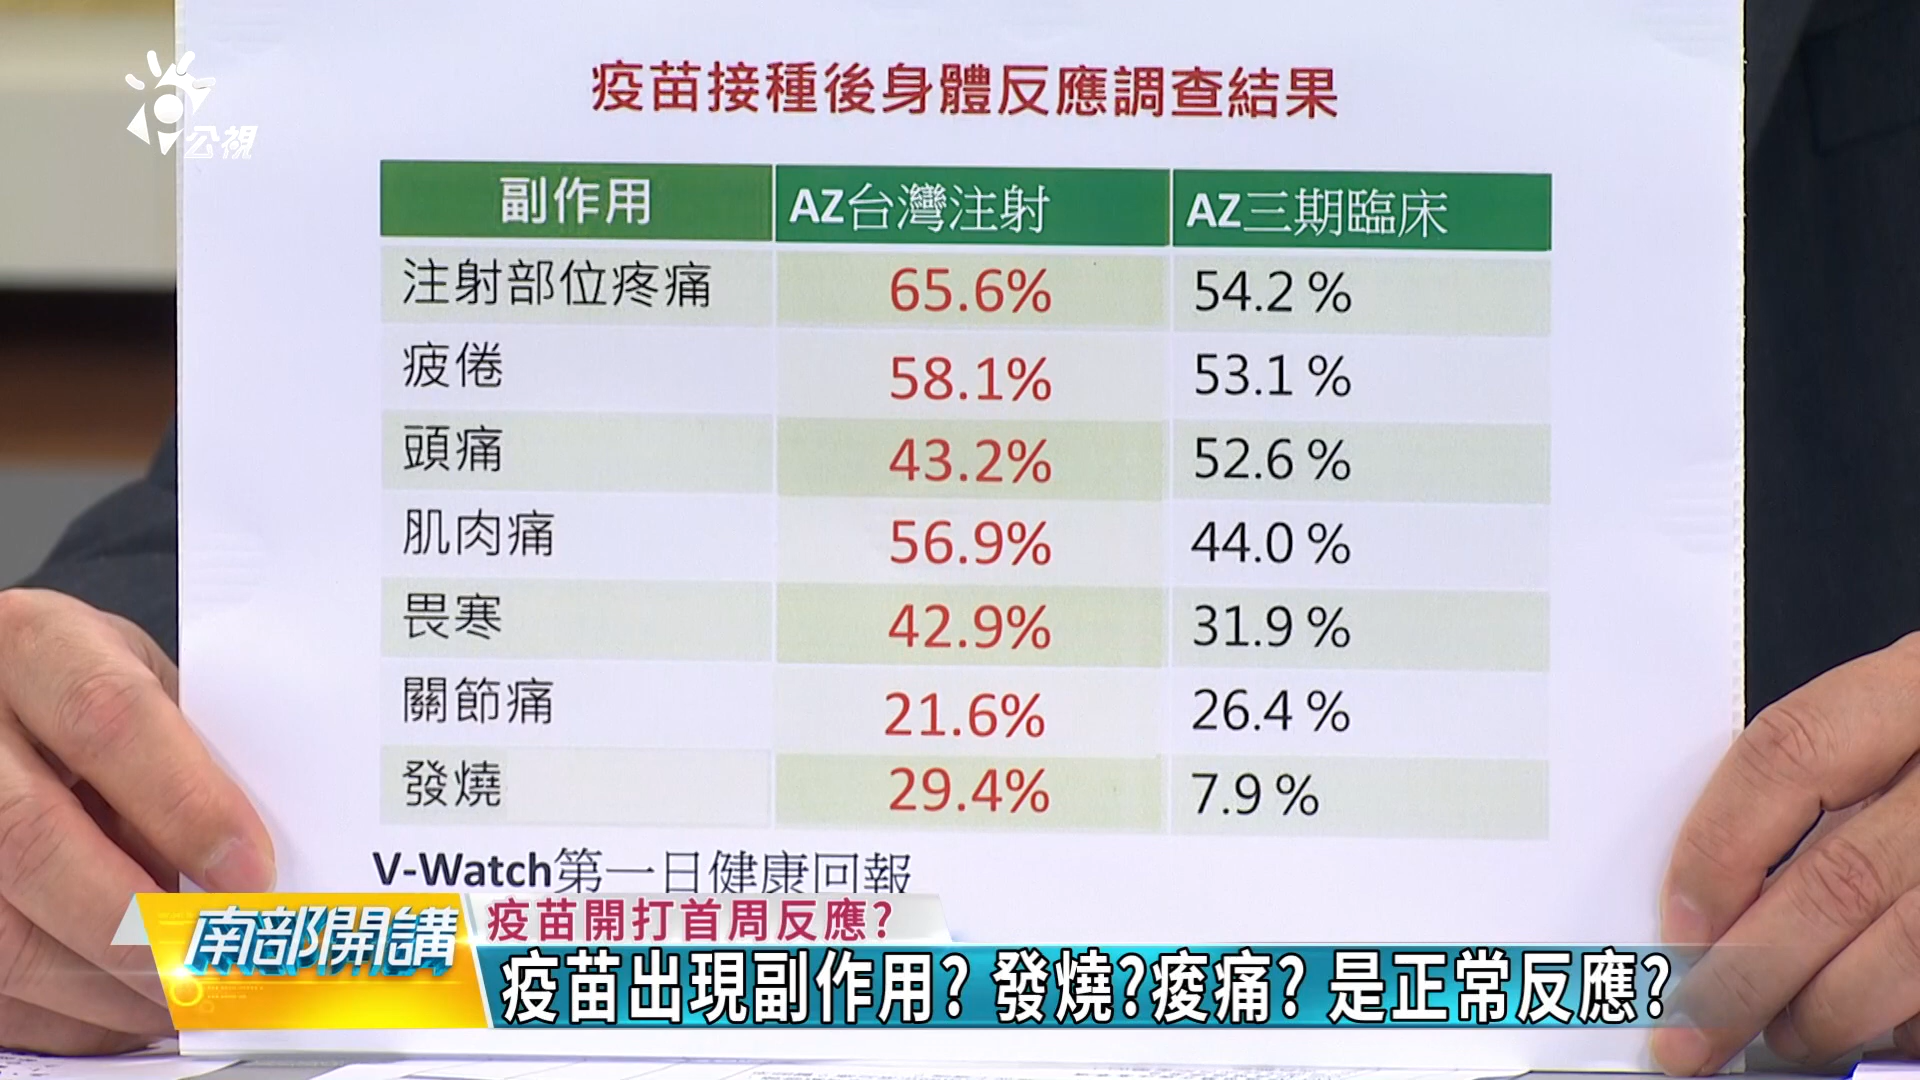 公視
疫苗接種後身體反應調查結果
副作用 AZ台灣注射 AZ三期臨床
注射部位疼痛 65.6% 54.2 %
疲倦 58.1% 53.1 %
頭痛 43.2% 52.6 %
肌肉痛 56.9% 44.0 %
畏寒 42.9% 31.9 %
關節痛 21.6% 26.4 %
發燒 29.4% 7.9 %
V-Watch第一日健康回報
南部開講
疫苗開打首周反應?
疫苗出現副作用? 發燒?痠痛? 是正常反應?